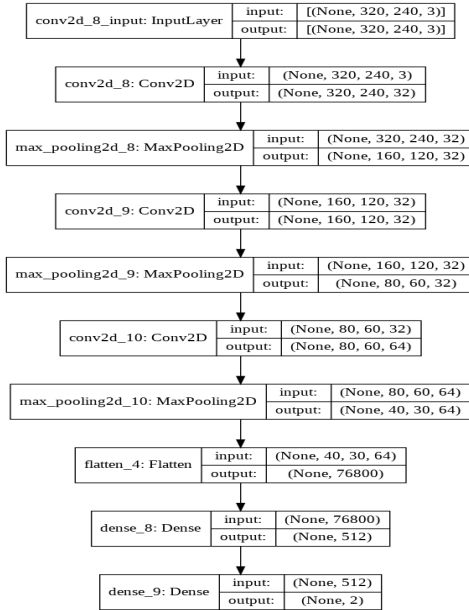 conv2d_8_input: InputLayer input: [(None, 320, 240, 3)]
output: [(None, 320, 240, 3)]
conv2d_8: Conv2D input: (None, 320, 240, 3)
output: (None, 320, 240, 32)
max_pooling2d_8: MaxPooling2D input: (None, 320, 240, 32)
output: (None, 160, 120, 32)
conv2d_9: Conv2D input: (None, 160, 120, 32)
output: (None, 160, 120, 32)
max_pooling2d_9: MaxPooling2D input: (None, 160, 120, 32)
output: (None, 80, 60, 32)
conv2d_10: Conv2D input: (None, 80, 60, 32)
output: (None, 80, 60, 64)
max_pooling2d_10: MaxPooling2D input: (None, 80, 60, 64)
output: (None, 40, 30, 64)
flatten_4: Flatten input: (None, 40, 30, 64)
output: (None, 76800)
dense_8: Dense input: (None, 76800)
output: (None, 512)
dense_9: Dense input: (None, 512)
output: (None, 2)